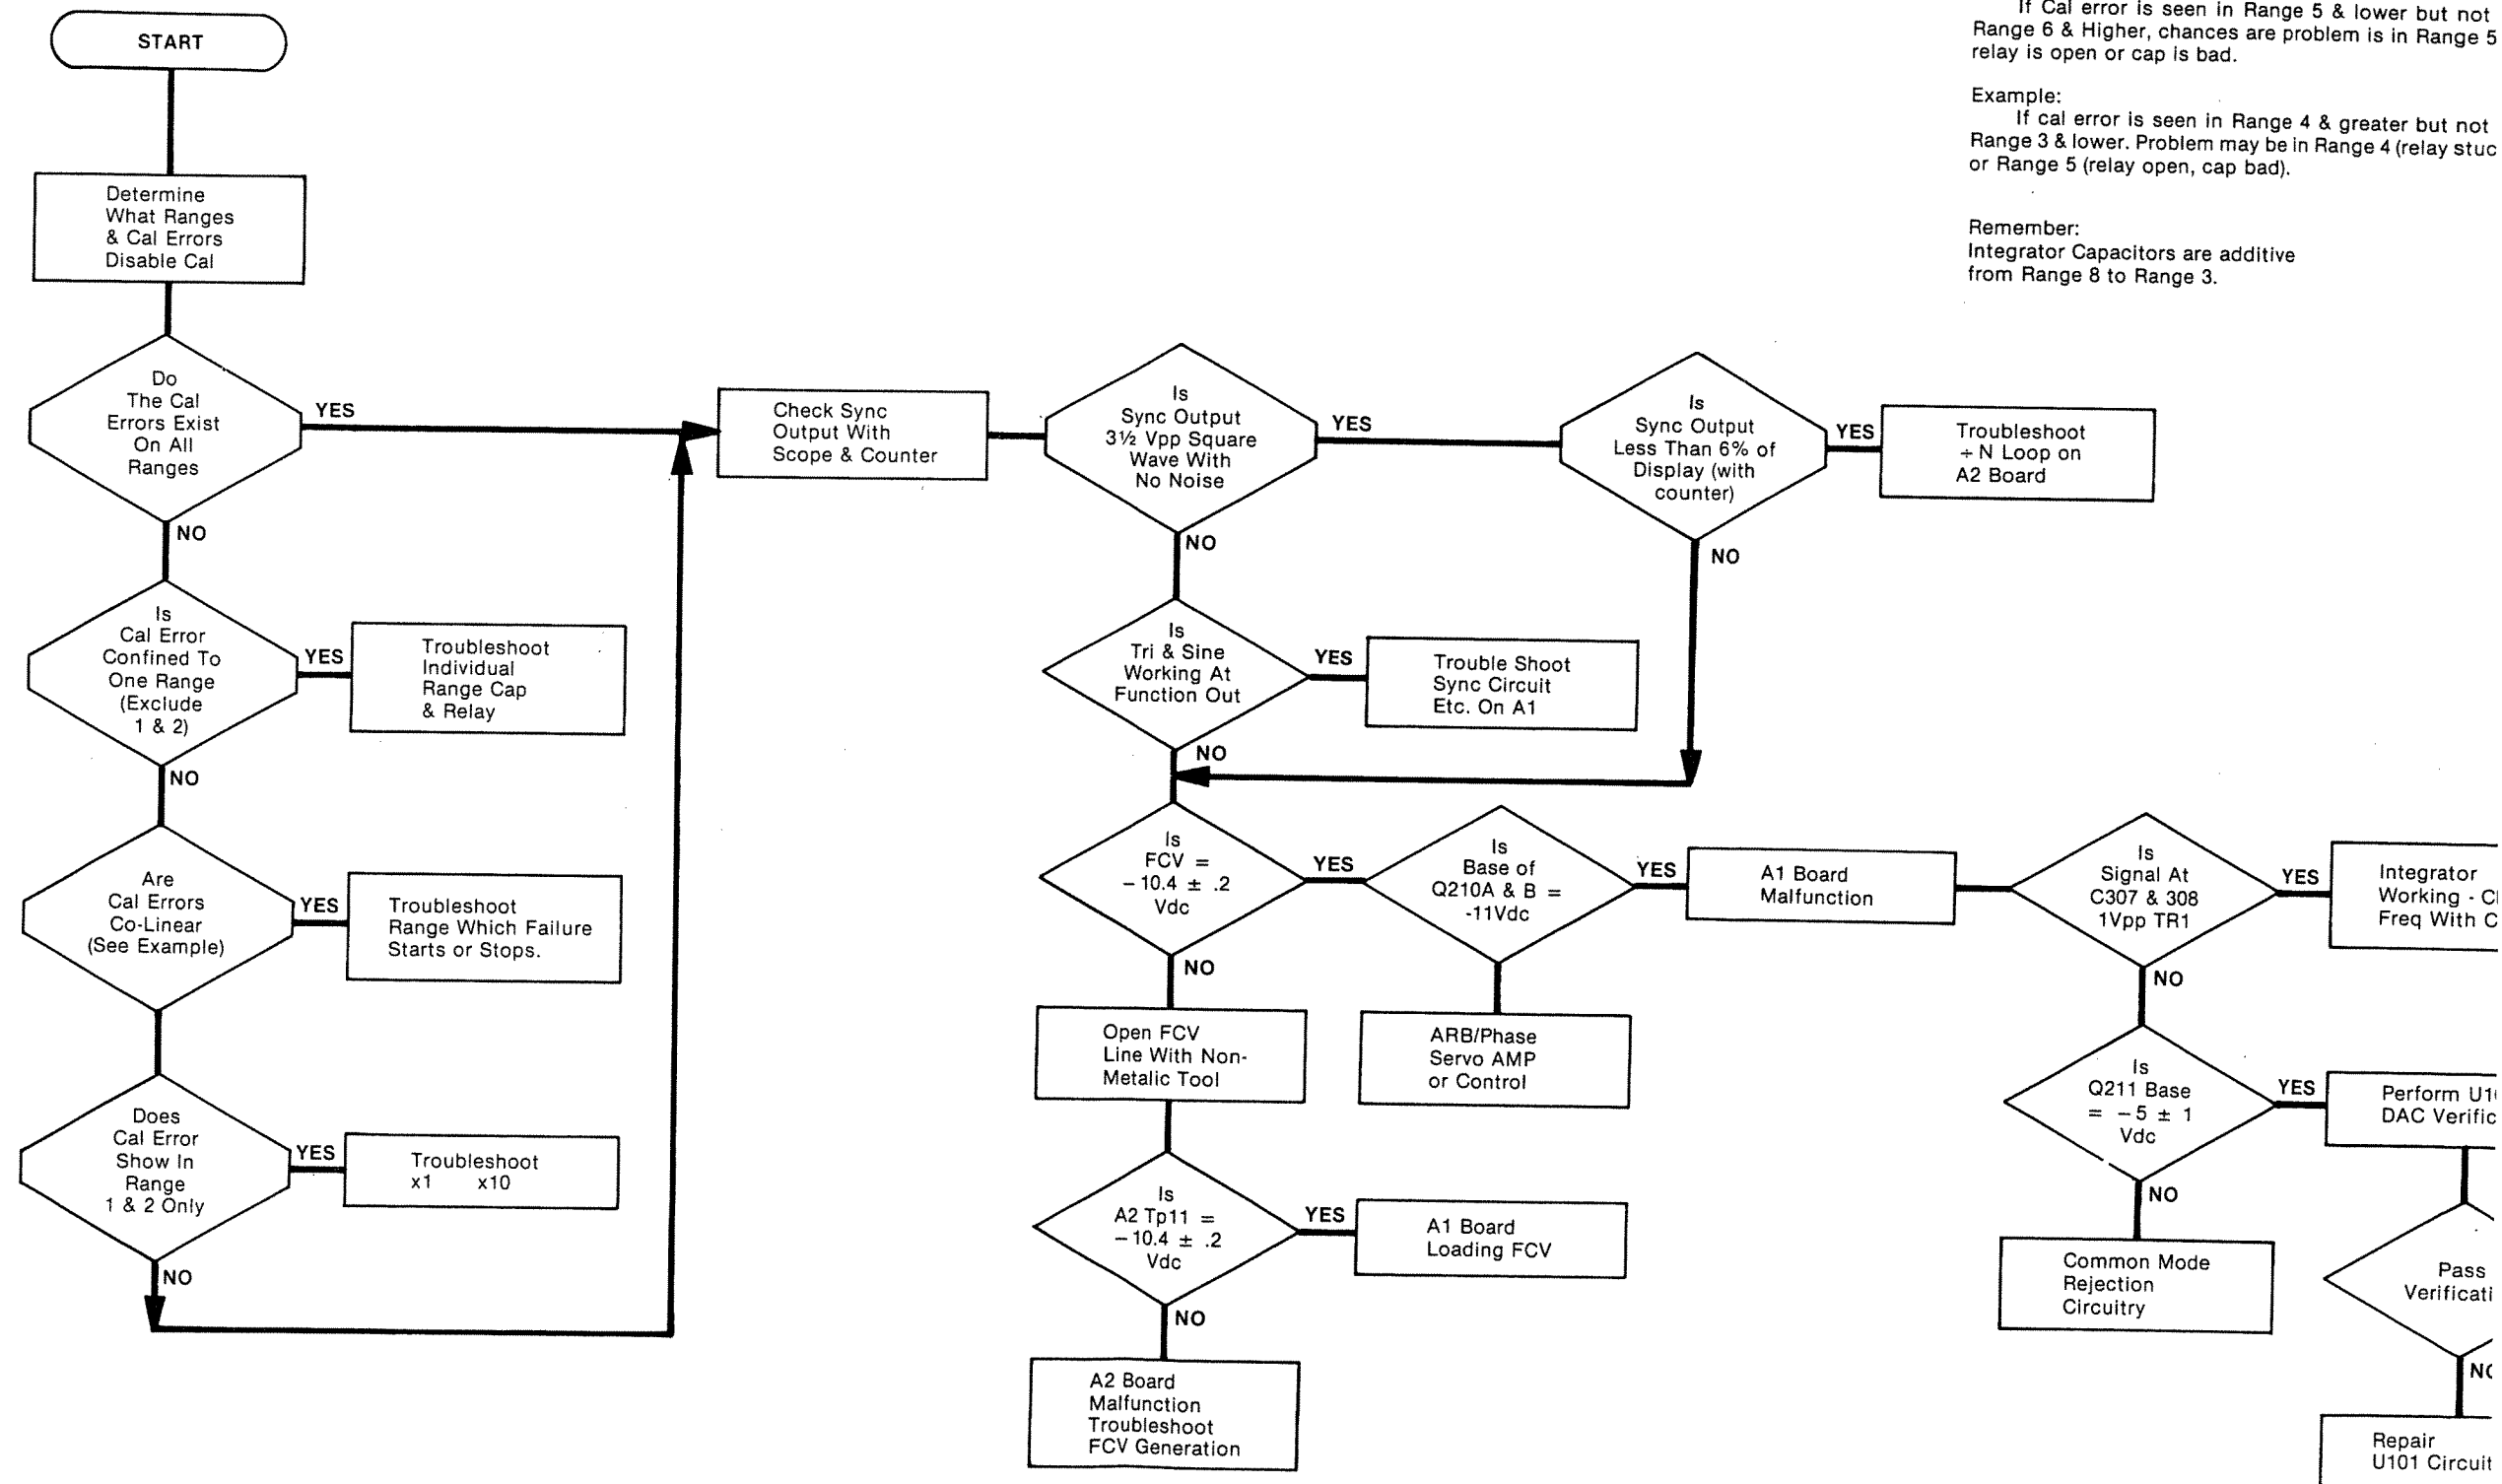 If Cal error is seen in Range 5 & lower but not
Range 6 & Higher, chances are problem is in Range 5
relay is open or cap is bad.
Example:
If cal error is seen in Range 4 & greater but not
Range 3 & lower. Problem may be in Range 4 (relay stuc
or Range 5 (relay open, cap bad).
Remember:
Integrator Capacitors are additive
from Range 8 to Range 3.
START
Determine
What Ranges
& Cal Errors
Disable Cal
Do
The Cal
Errors Exist
On All
Ranges
YES
NO
Is
Cal Error
Confined To
One Range
(Exclude
1 & 2)
YES
Troubleshoot
Individual
Range Cap
& Relay
NO
Are
Cal Errors
Co-Linear
(See Example)
YES
Troubleshoot
Range Which Failure
Starts or Stops.
Does
Cal Error
Show In
Range
1 & 2 Only
YES
Troubleshoot
x1 x10
NO
Check Sync
Output With
Scope & Counter
Is
Sync Output
3½ Vpp Square
Wave With
No Noise
YES
NO
Is
Sync Output
Less Than 6% of
Display (with
counter)
YES
Troubleshoot
÷ N Loop on
A2 Board
NO
Is
Tri & Sine
Working At
Function Out
YES
Trouble Shoot
Sync Circuit
Etc. On A1
NO
Is
FCV =
−10.4 ± .2
Vdc
YES
NO
Is
Base of
Q210A & B =
-11Vdc
YES
ARB/Phase
Servo AMP
or Control
A1 Board
Malfunction
Is
Signal At
C307 & 308
1Vpp TR1
YES
Integrator
Working -
Freq With
NO
Open FCV
Line With Non-
Metalic Tool
Is
A2 Tp11 =
−10.4 ± .2
Vdc
YES
A1 Board
Loading FCV
NO
A2 Board
Malfunction
Troubleshoot
FCV Generation
Is
Q211 Base
= −5 ± 1
Vdc
YES
Perform
DAC Verific
NO
Common Mode
Rejection
Circuitry
Pass
Verificati
Repair
U101 Circuit